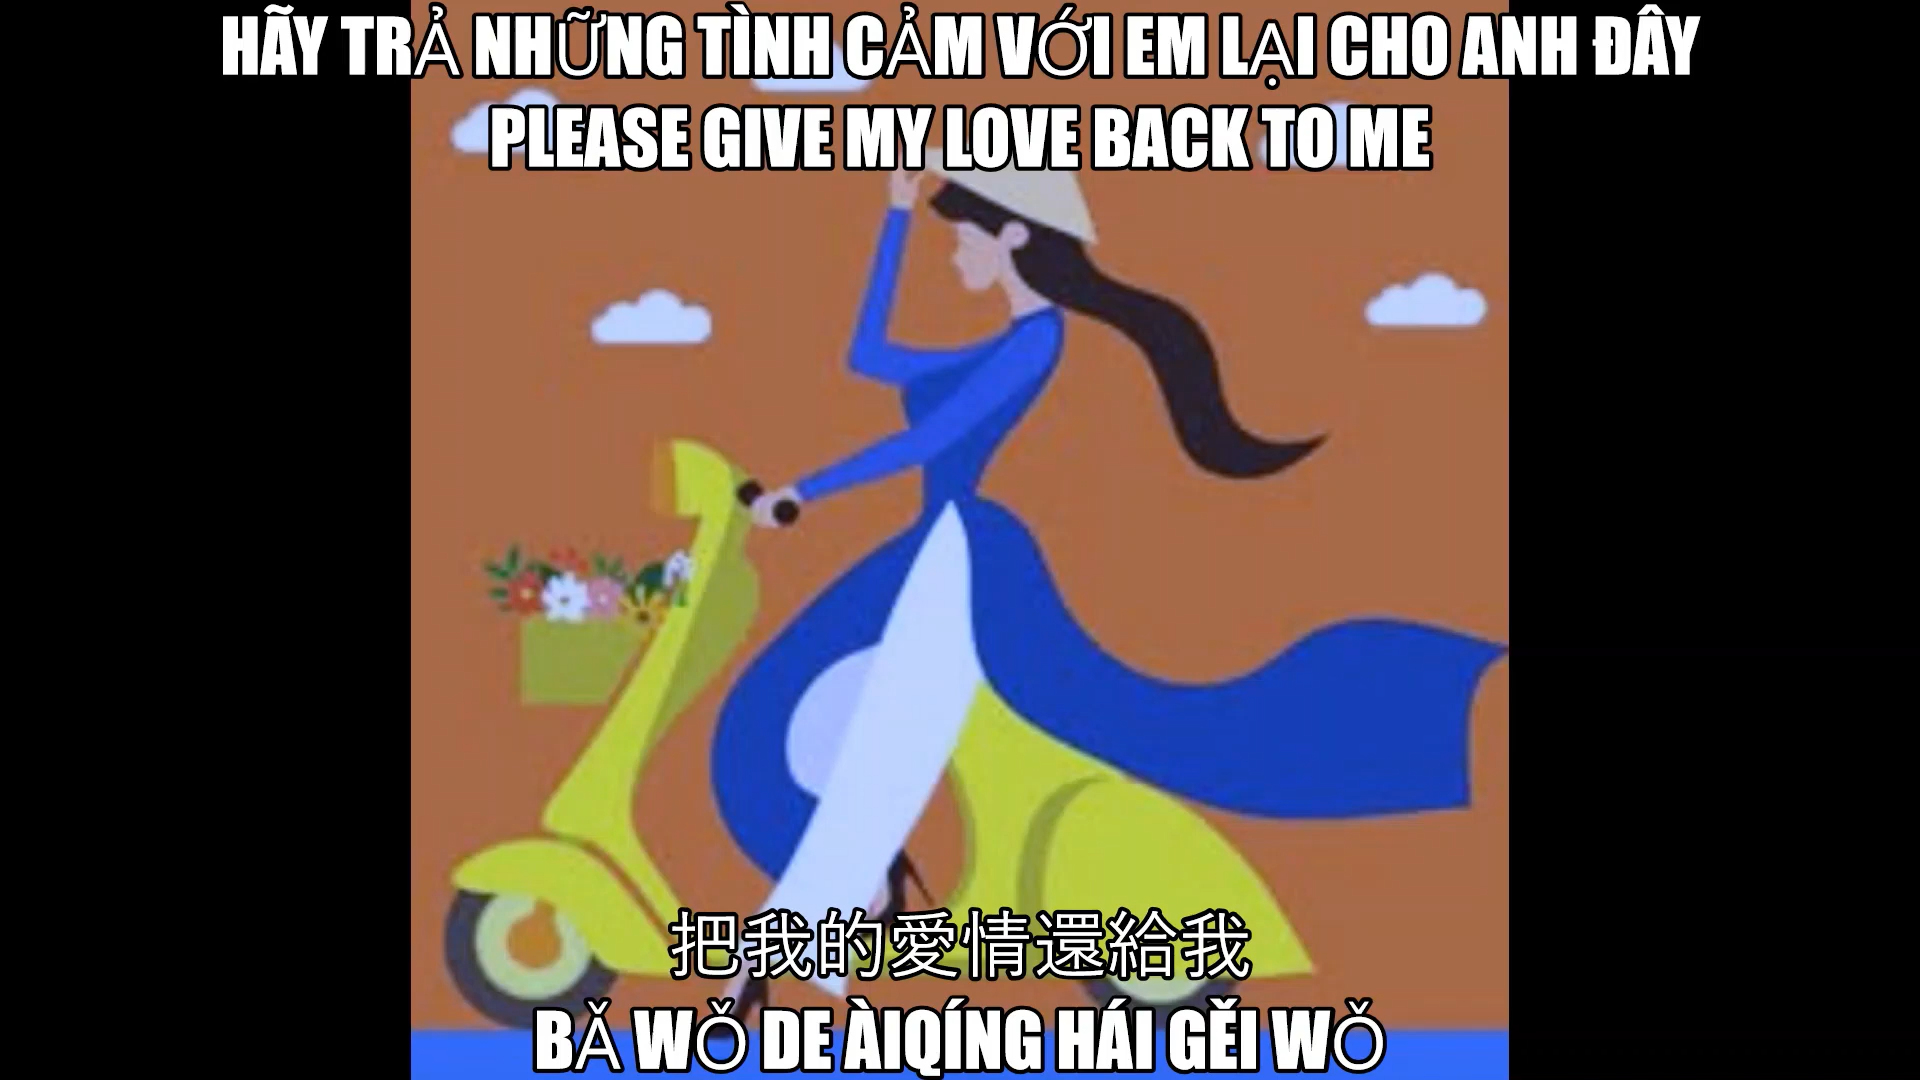 HÃY TRẢ NHỮNG TÌNH CẢM VỚI EM LẠI CHO ANH ĐÂY
PLEASE GIVE MY LOVE BACK TO ME
把我的愛情還給我
BǍ WǑ DE ÀIQÍNG HÁI GĚI WǑ